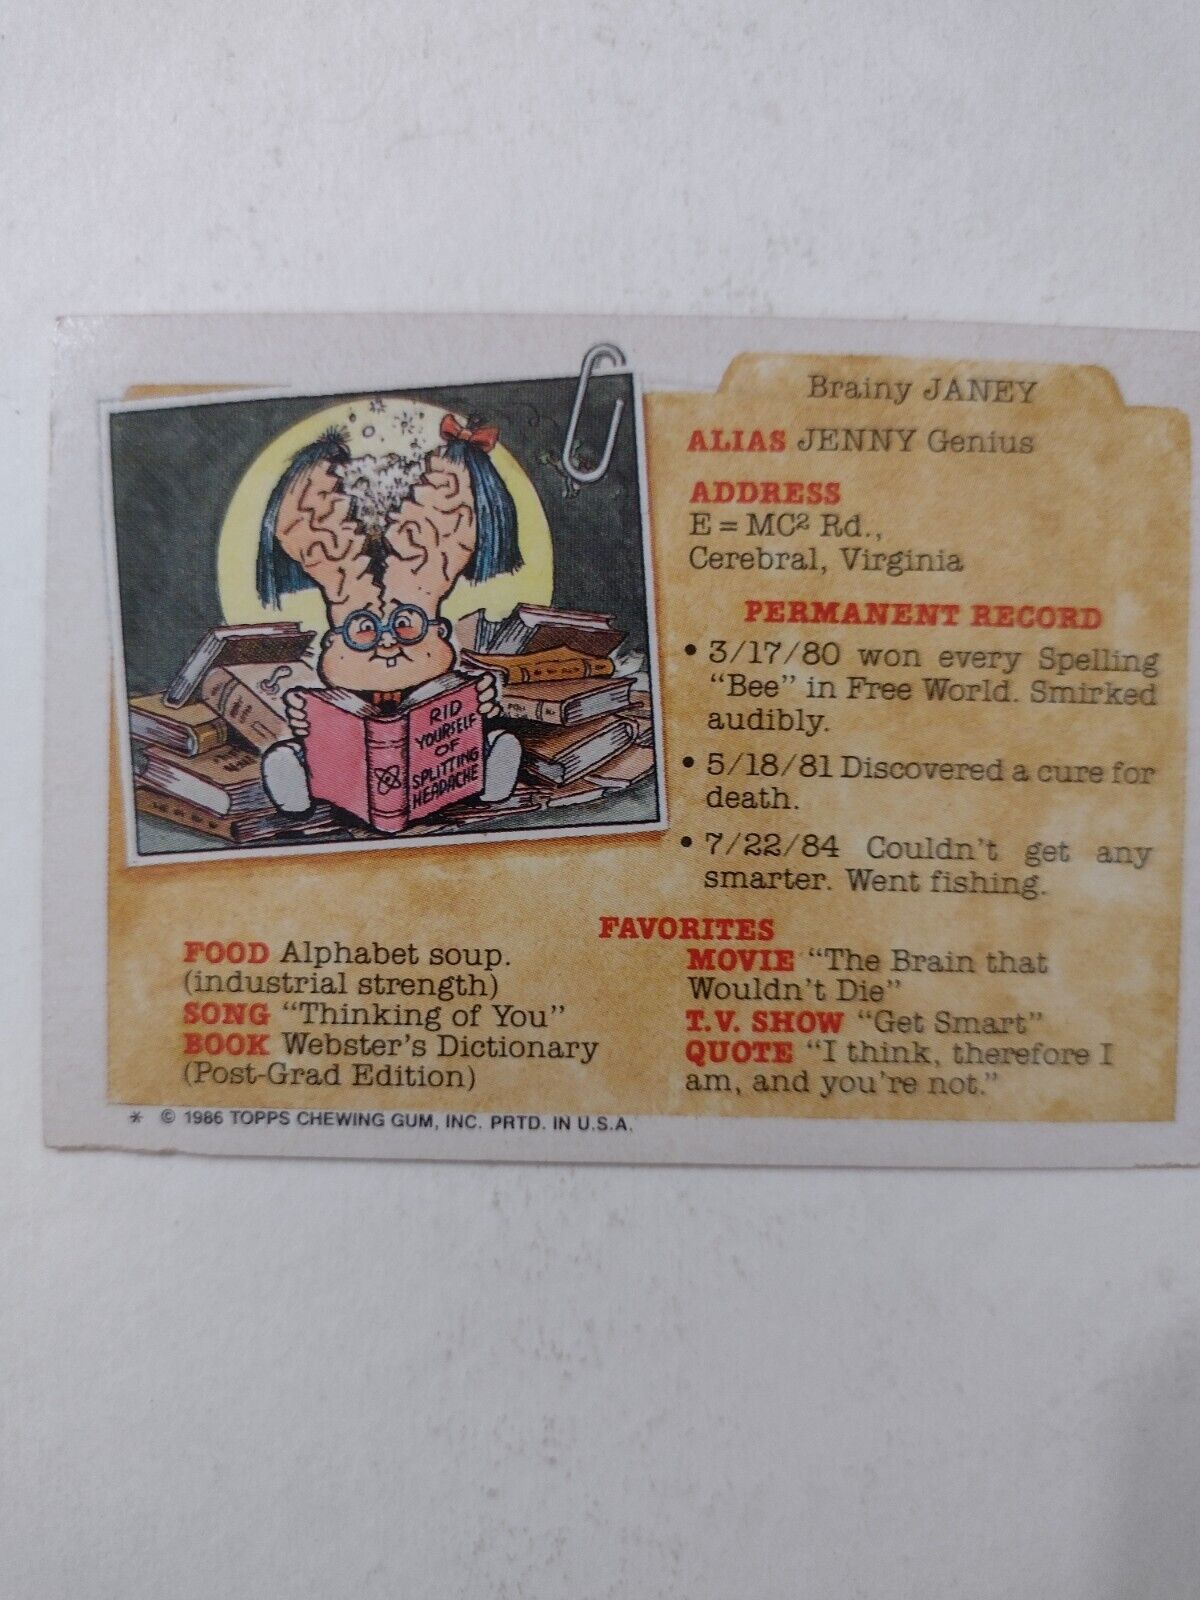 Brainy JANEY
ALIAS JENNY Genius
ADDRESS
E = MC² Rd.,
Cerebral, Virginia
PERMANENT RECORD
• 3/17/80 won every Spelling
“Bee” in Free World. Smirked
audibly.
• 5/18/81 Discovered a cure for
death.
• 7/22/84 Couldn't get any
smarter. Went fishing.
RID
YOURSELF
OF
SPLITTING
HEADACHE
FAVORITES
FOOD Alphabet soup.
(industrial strength)
SONG “Thinking of You”
BOOK Webster's Dictionary
(Post-Grad Edition)
MOVIE “The Brain that
Wouldn't Die”
T.V. SHOW “Get Smart”
QUOTE “I think, therefore I
am, and you're not.”
* © 1986 TOPPS CHEWING GUM, INC. PRTD. IN U.S.A.